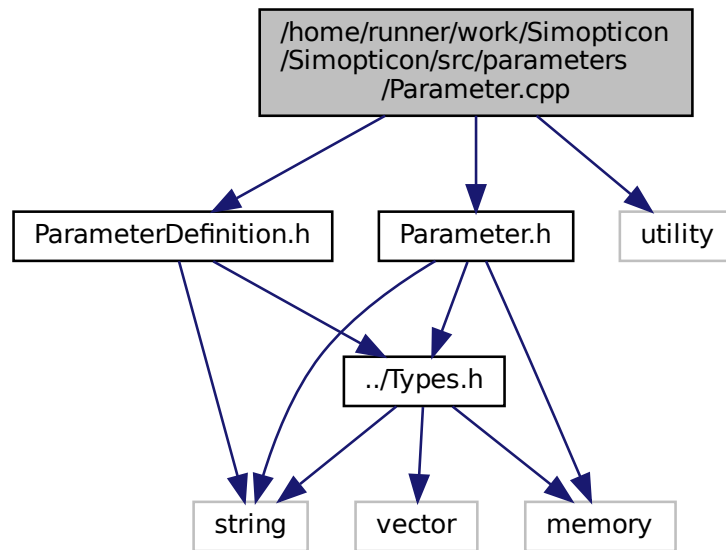 /home/runner/work/Simopticon
/Simopticon/src/parameters
/Parameter.cpp
ParameterDefinition.h
Parameter.h
utility
../Types.h
string
vector
memory